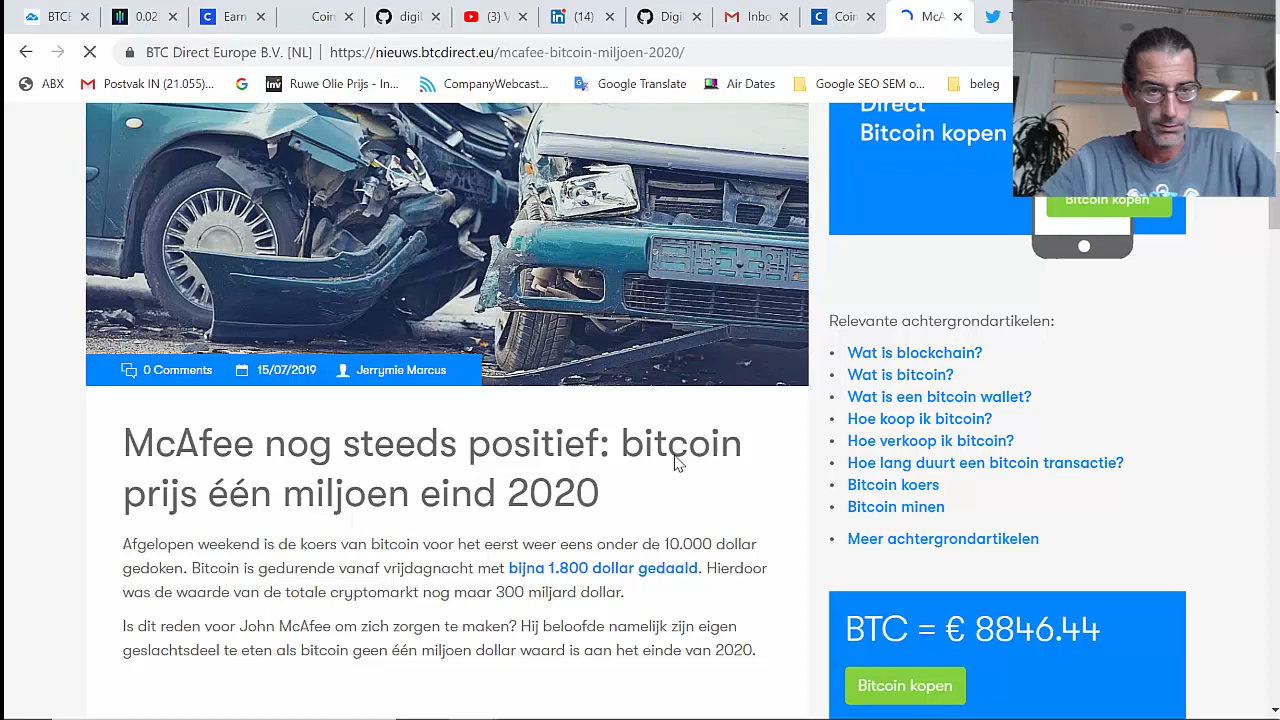 BTCE
0.02
Earn
Coin
digi
(14)
Digi
Inbo
Coin
McA
BTC Direct Europe B.V. [NL]
https://nieuws.btcdirect.eu/mcafee-bitcoin-miljoen-2020/
ABX
Postvak IN (21.055)...
Ruwe Olie Prijs - In...
CompanyWebcast...
Google Translate
Air Dates
Google SEO SEM o...
beleg
Direct
Bitcoin kopen
Bitcoin kopen
0 Comments
15/07/2019
Jerrymie Marcus
McAfee nog steeds positief: bitcoin
prijs één miljoen eind 2020
Afgelopen weekend is de koers van bitcoin voor het eerst weer eens onder de 10.000 dollar
gedoken. Bitcoin is gedurende vanaf vrijdagnacht met bijna 1.800 dollar gedaald. Hierdoor
was de waarde van de totale cryptomarkt nog maar 300 miljard dollar.
Is dit reden voor John McAfee om zich zorgen te maken? Hij beloofde namelijk zijn eigen
geslachtsdeel te eten als bitcoin geen één miljoen dollar waard is aan het einde van 2020.
Relevante achtergrondartikelen:
Wat is blockchain?
Wat is bitcoin?
Wat is een bitcoin wallet?
Hoe koop ik bitcoin?
Hoe verkoop ik bitcoin?
Hoe lang duurt een bitcoin transactie?
Bitcoin koers
Bitcoin minen
Meer achtergrondartikelen
BTC = € 8846.44
Bitcoin kopen